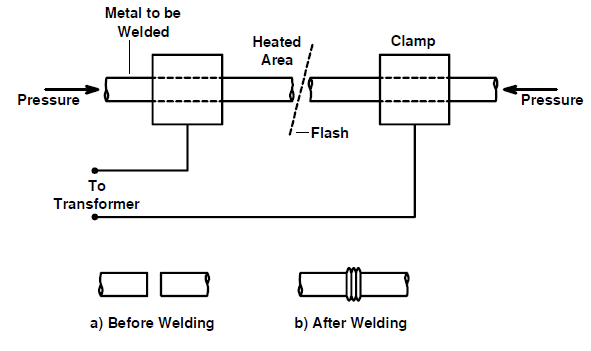 Metal to be
Welded
Heated
Area
Clamp
Pressure
Pressure
Flash
To
Transformer
a) Before Welding
b) After Welding